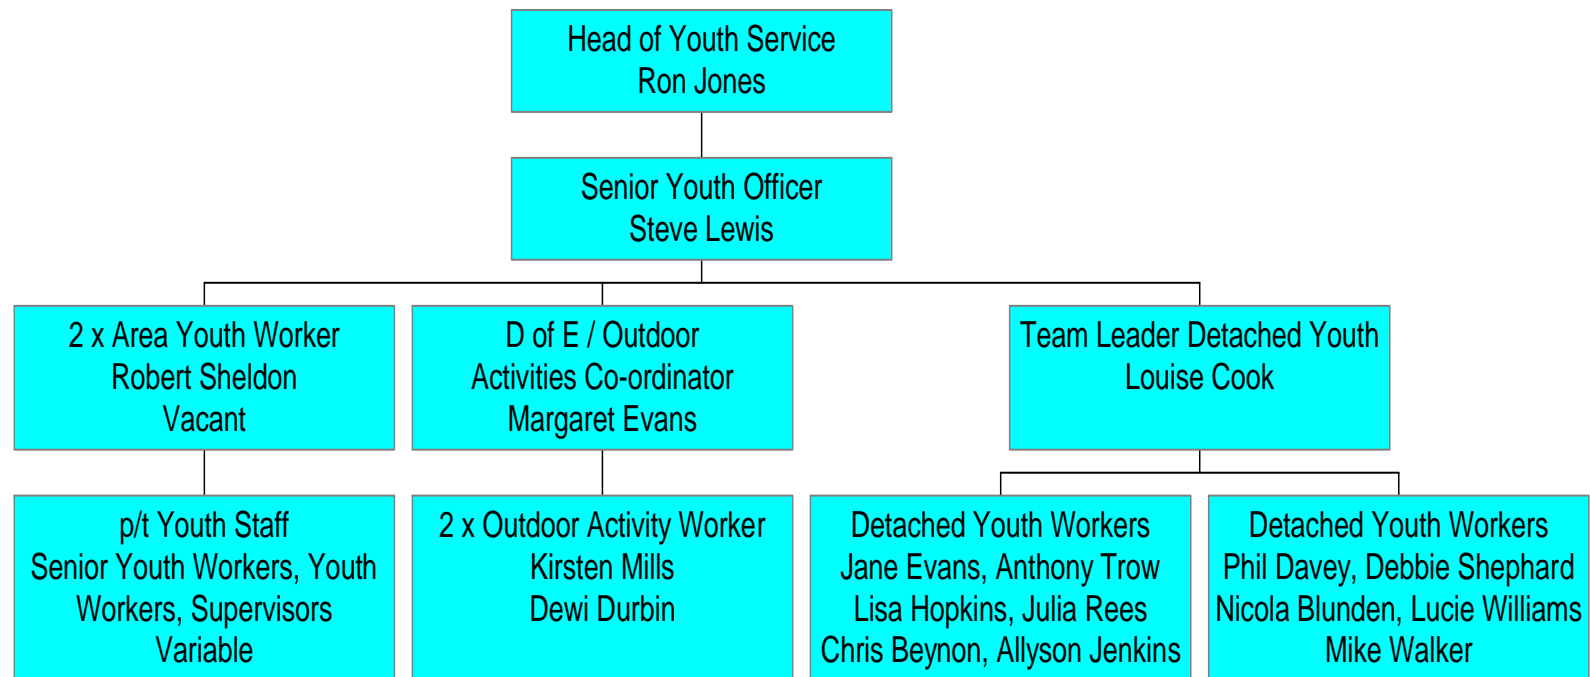 Head of Youth Service
Ron Jones
Senior Youth Officer
Steve Lewis
2 x Area Youth Worker
Robert Sheldon
Vacant
D of E / Outdoor
Activities Co-ordinator
Margaret Evans
Team Leader Detached Youth
Louise Cook
p/t Youth Staff
Senior Youth Workers, Youth
Workers, Supervisors
Variable
2 x Outdoor Activity Worker
Kirsten Mills
Dewi Durbin
Detached Youth Workers
Jane Evans, Anthony Trow
Lisa Hopkins, Julia Rees
Chris Beynon, Allyson Jenkins
Detached Youth Workers
Phil Davey, Debbie Shephard
Nicola Blunden, Lucie Williams
Mike Walker